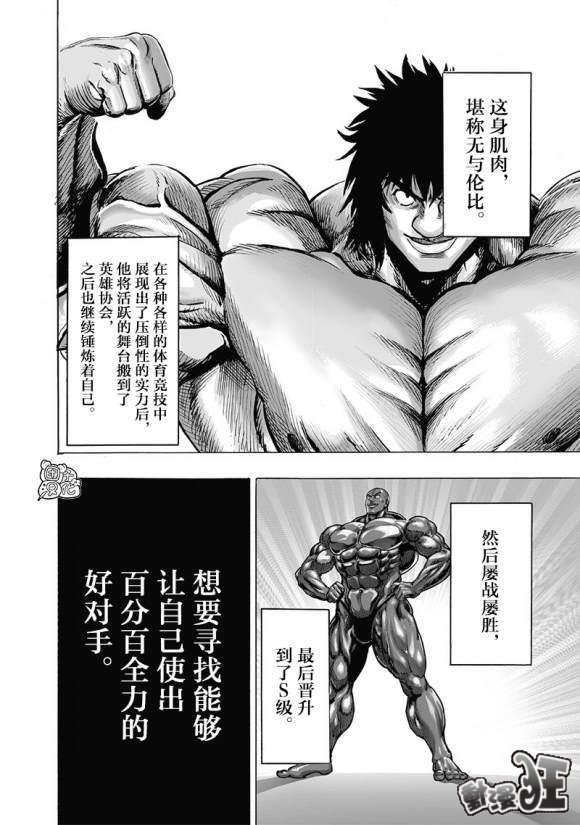 这身肌肉，
堪称无与伦比。
在各种各样的体育竞技中
展现出了压倒性的实力后，
他将活跃的舞台搬到了
英雄协会，
之后也继续锤炼着自己。
然后屡战屡胜，
最后晋升
到了S级。
想要寻找能够
让自己使出
百分百全力的
好对手。
動漫狂